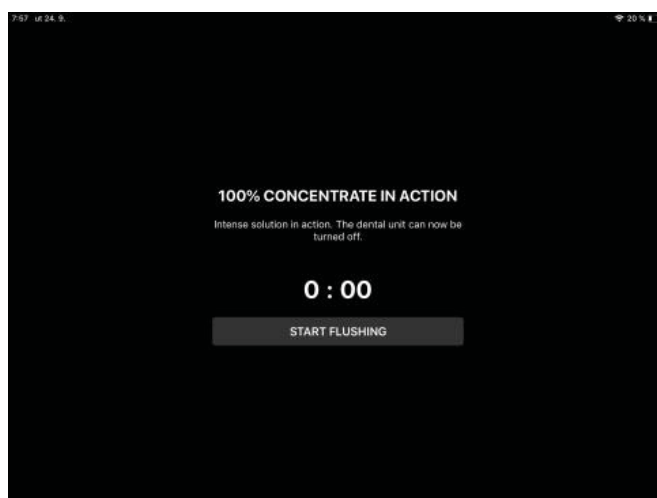 7:57 ut 24. 9.
20 %
100% CONCENTRATE IN ACTION
Intense solution in action. The dental unit can now be
turned off.
0 : 00
START FLUSHING